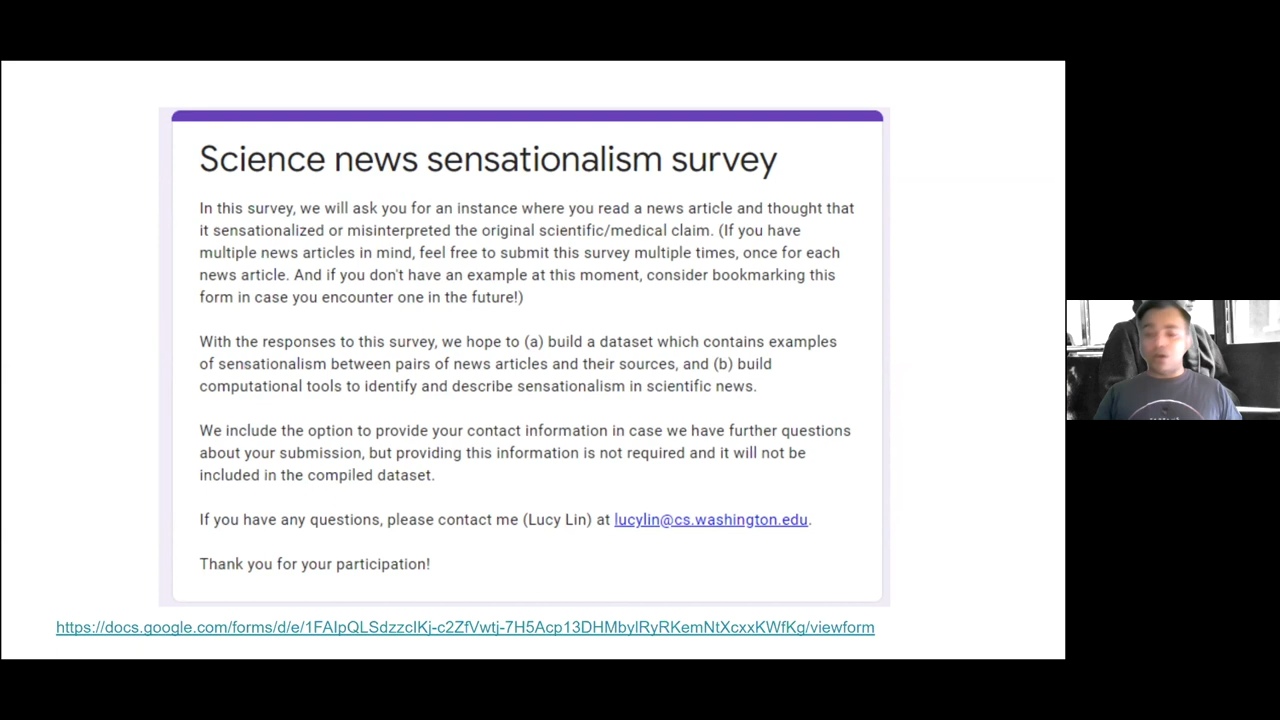 Science news sensationalism survey
In this survey, we will ask you for an instance where you read a news article and thought that
it sensationalized or misinterpreted the original scientific/medical claim. (If you have
multiple news articles in mind, feel free to submit this survey multiple times, once for each
news article. And if you don't have an example at this moment, consider bookmarking this
form in case you encounter one in the future!)
With the responses to this survey, we hope to (a) build a dataset which contains examples
of sensationalism between pairs of news articles and their sources, and (b) build
computational tools to identify and describe sensationalism in scientific news.
We include the option to provide your contact information in case we have further questions
about your submission, but providing this information is not required and it will not be
included in the compiled dataset.
If you have any questions, please contact me (Lucy Lin) at lucylin@cs.washington.edu.
Thank you for your participation!
https://docs.google.com/forms/d/e/1FAIpQLSdzzcIKj-c2ZfVwtj-7H5Acp13DHMbylRyRKemNtXcxxKWfKg/viewform